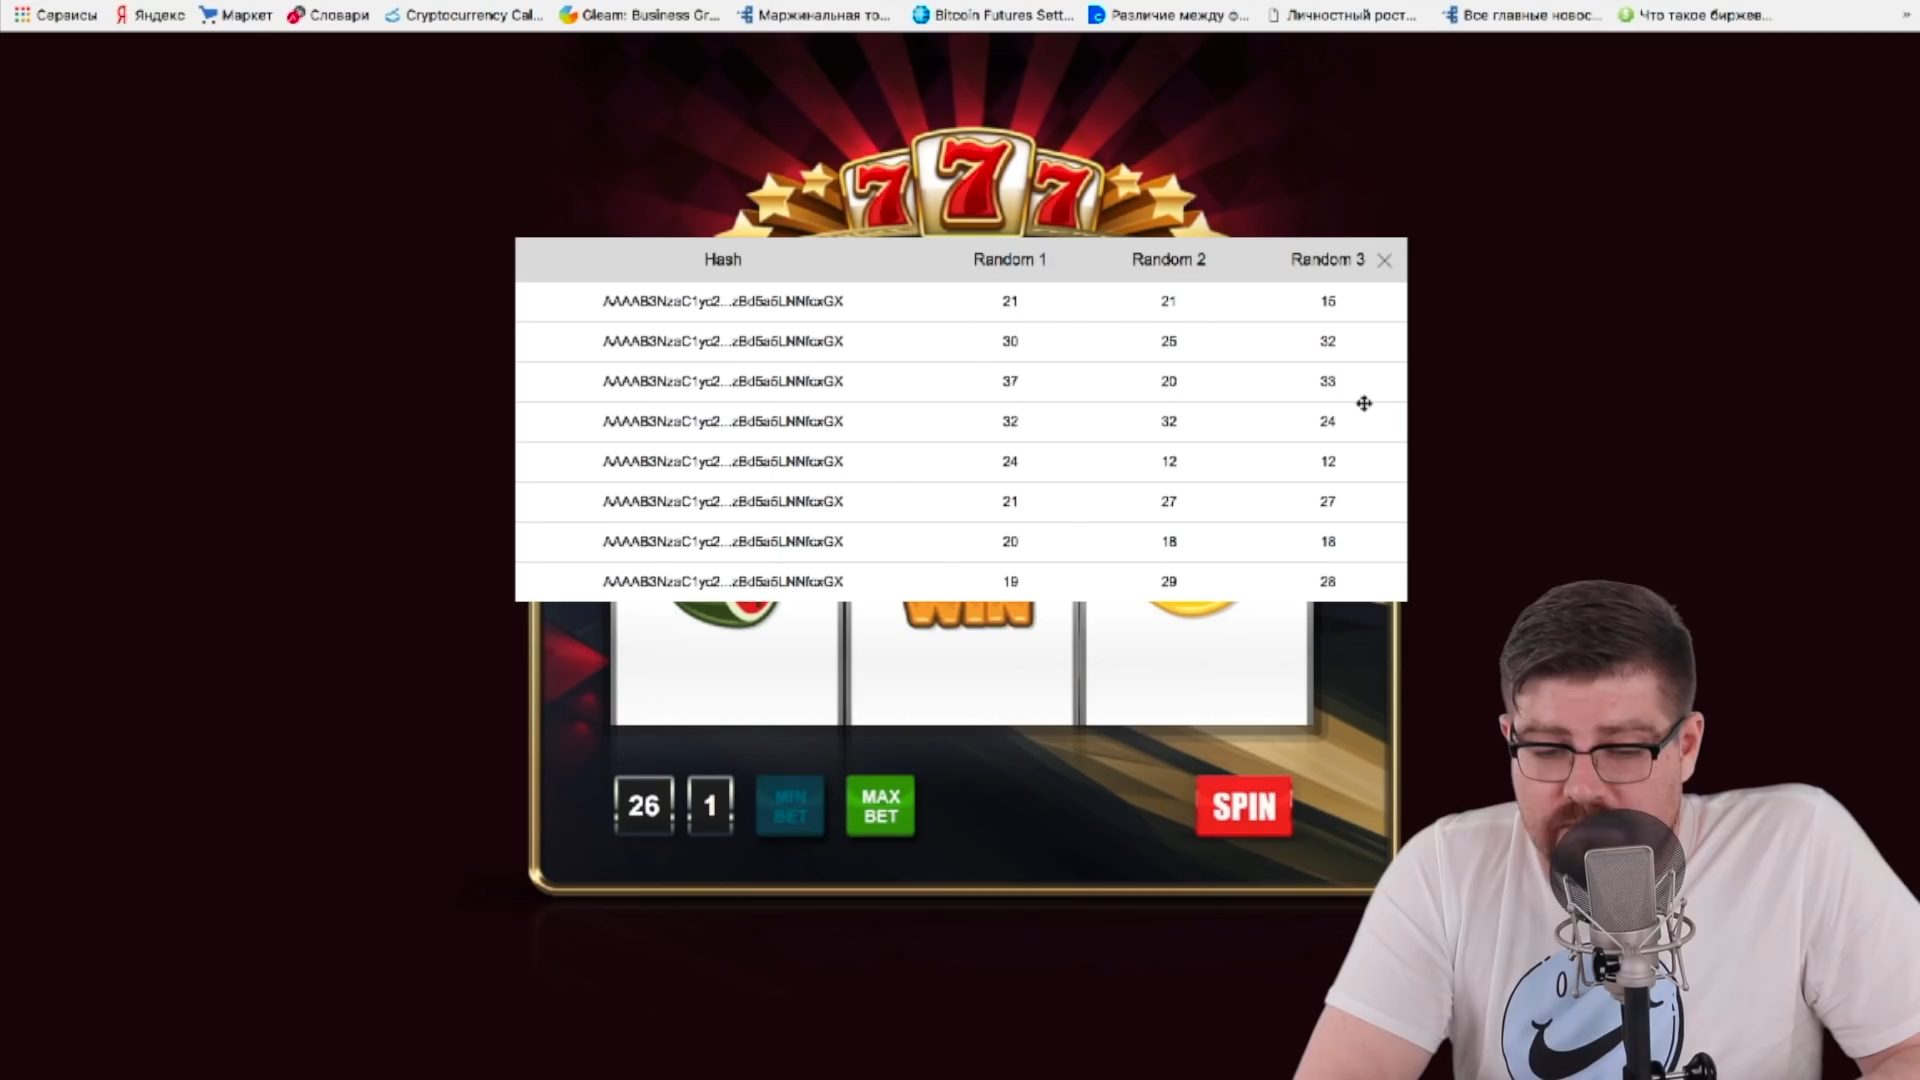 Сервисы Яндекс Маркет Словари Cryptocurrency Cal... Gleam: Business Gr... Маржинальная то... Bitcoin Futures Sett... Различие между ф... Личностный рост... Все главные новос... Что такое биржев... »
7 7 7
Hash Random 1 Random 2 Random 3
AAAAB3NzaC1yc2...zBd5a5LNNfcxGX 21 21 15
AAAAB3NzaC1yc2...zBd5a5LNNfcxGX 30 25 32
AAAAB3NzaC1yc2...zBd5a5LNNfcxGX 37 20 33
AAAAB3NzaC1yc2...zBd5a5LNNfcxGX 32 32 24
AAAAB3NzaC1yc2...zBd5a5LNNfcxGX 24 12 12
AAAAB3NzaC1yc2...zBd5a5LNNfcxGX 21 27 27
AAAAB3NzaC1yc2...zBd5a5LNNfcxGX 20 18 18
AAAAB3NzaC1yc2...zBd5a5LNNfcxGX 19 29 28
WIN
26 1 MIN BET MAX BET SPIN